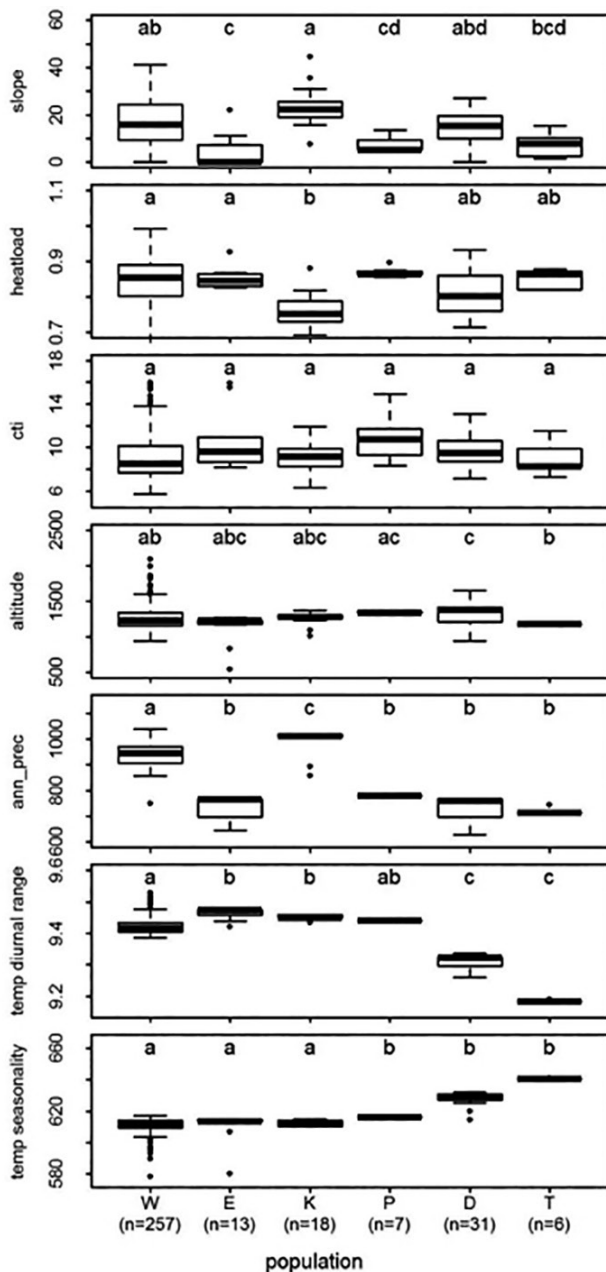 60 ab c a cd abd bcd
40
slope
20
0
1.1 a a b a ab ab
heatload
0.9
0.7
18 a a a a a a
14
cti
10
6
2500 ab abc abc ac c b
altitude
1500
500
a b c b b b
1000
ann_prec
800
600
9.6 a b b ab c c
temp diurnal range
9.4
9.2
660 a a a b b b
temp seasonality
620
580
W E K P D T
(n=257) (n=13) (n=18) (n=7) (n=31) (n=6)
population